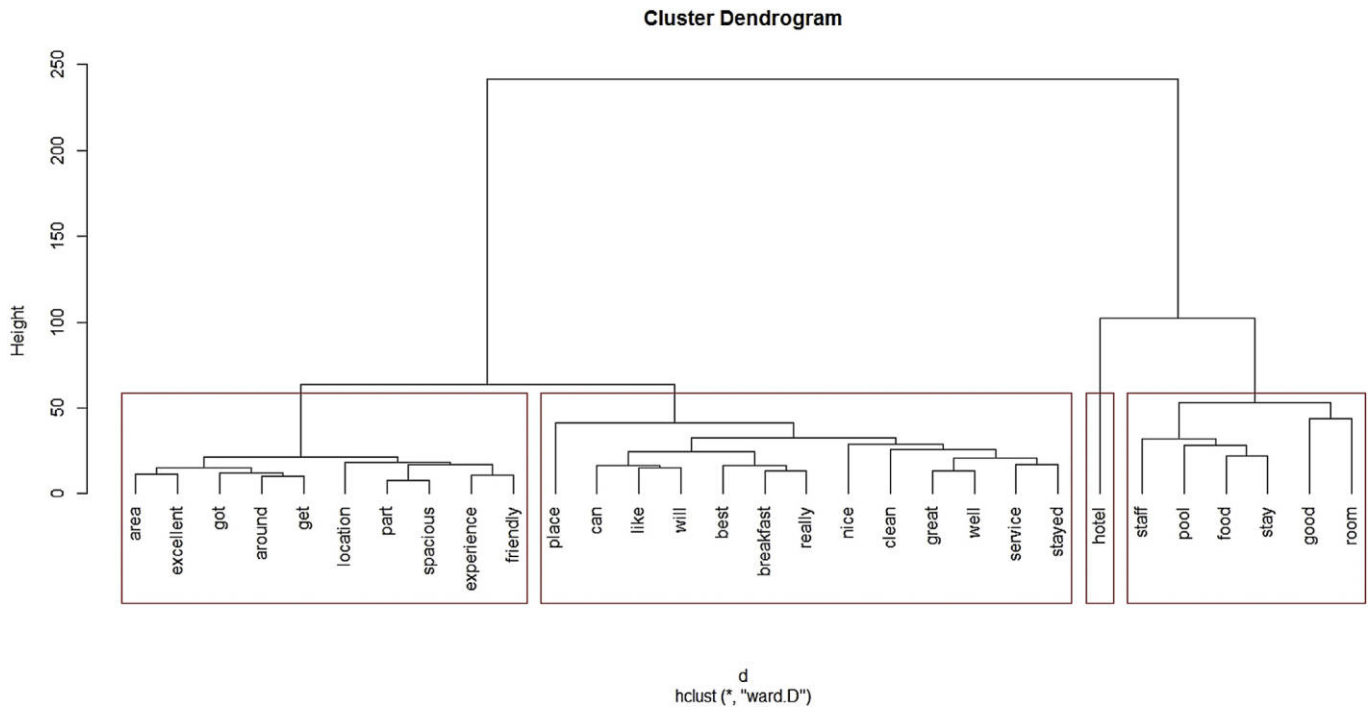 Cluster Dendrogram
Height
250
200
150
100
50
0
area
excellent
got
around
get
location
part
spacious
experience
friendly
place
can
like
will
best
breakfast
really
nice
clean
great
well
service
stayed
hotel
staff
pool
food
stay
good
room
d
hclust (*, "ward.D")